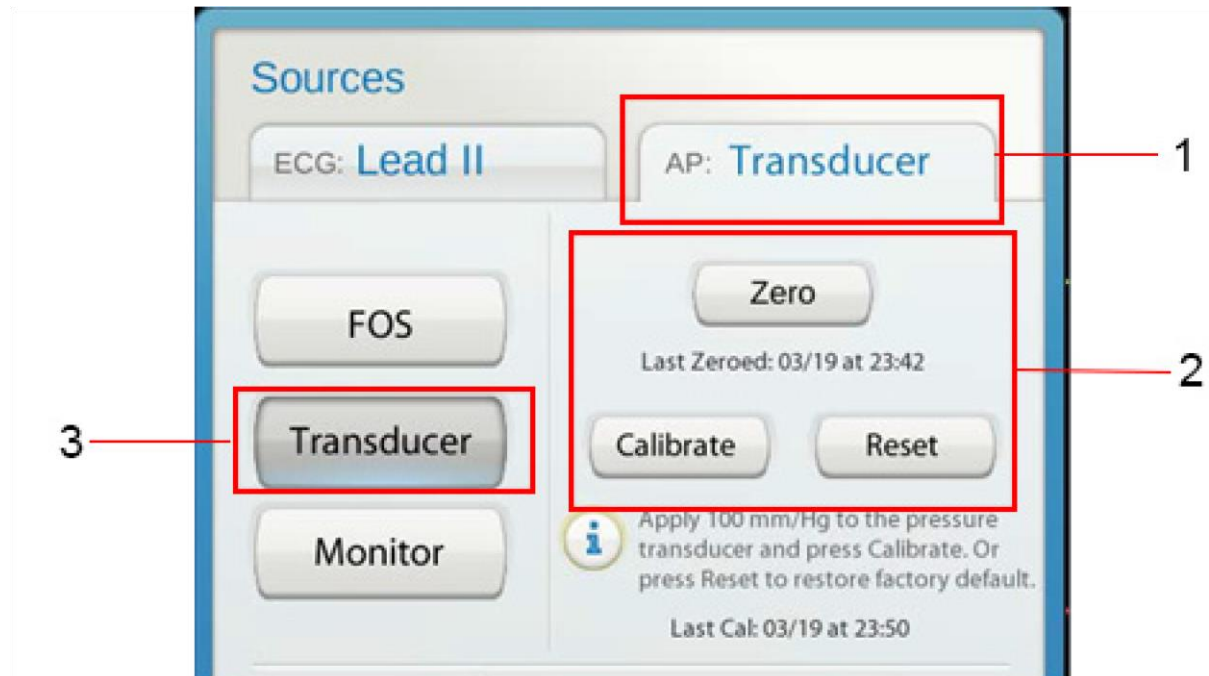 Sources
ECG: Lead II
AP: Transducer
1
FOS
Zero
Last Zeroed: 03/19 at 23:42
2
3
Transducer
Calibrate
Reset
Monitor
i
Apply 100 mm/Hg to the pressure
transducer and press Calibrate. Or
press Reset to restore factory default.
Last Cal: 03/19 at 23:50